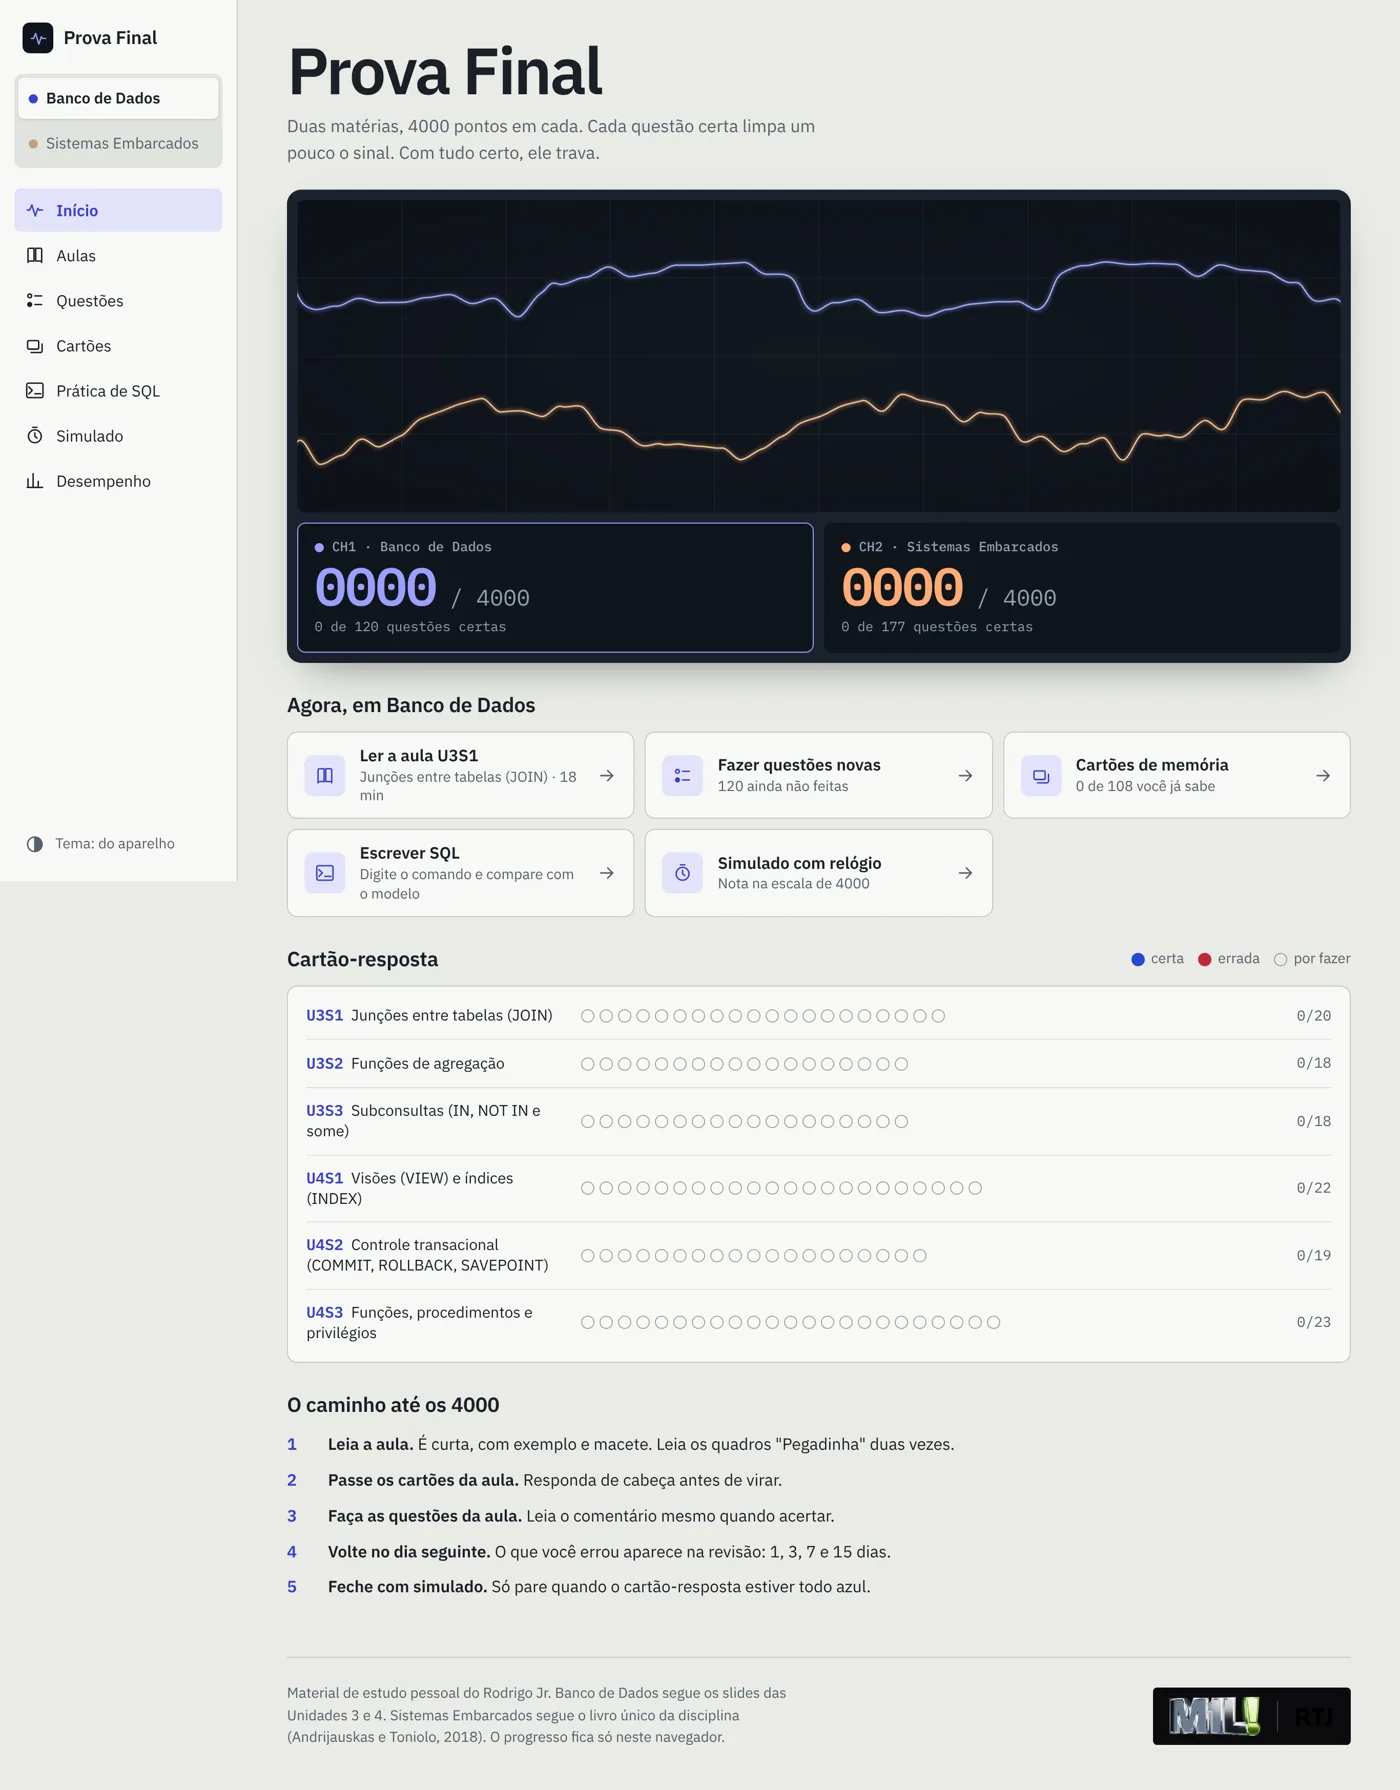 Prova Final
Banco de Dados
Sistemas Embarcados
Início
Aulas
Questões
Cartões
Prática de SQL
Simulado
Desempenho
Tema: do aparelho
Prova Final
Duas matérias, 4000 pontos em cada. Cada questão certa limpa um
pouco o sinal. Com tudo certo, ele trava.
CH1 · Banco de Dados
0000 / 4000
0 de 120 questões certas
CH2 · Sistemas Embarcados
0000 / 4000
0 de 177 questões certas
Agora, em Banco de Dados
Ler a aula U3S1
Junções entre tabelas (JOIN) · 18
min
Fazer questões novas
120 ainda não feitas
Cartões de memória
0 de 108 você já sabe
Escrever SQL
Digite o comando e compare com
o modelo
Simulado com relógio
Nota na escala de 4000
Cartão-resposta
certa errada por fazer
U3S1 Junções entre tabelas (JOIN) 0/20
U3S2 Funções de agregação 0/18
U3S3 Subconsultas (IN, NOT IN e
some) 0/18
U4S1 Visões (VIEW) e índices
(INDEX) 0/22
U4S2 Controle transacional
(COMMIT, ROLLBACK, SAVEPOINT) 0/19
U4S3 Funções, procedimentos e
privilégios 0/23
O caminho até os 4000
1 Leia a aula. É curta, com exemplo e macete. Leia os quadros "Pegadinha" duas vezes.
2 Passe os cartões da aula. Responda de cabeça antes de virar.
3 Faça as questões da aula. Leia o comentário mesmo quando acertar.
4 Volte no dia seguinte. O que você errou aparece na revisão: 1, 3, 7 e 15 dias.
5 Feche com simulado. Só pare quando o cartão-resposta estiver todo azul.
Material de estudo pessoal do Rodrigo Jr. Banco de Dados segue os slides das
Unidades 3 e 4. Sistemas Embarcados segue o livro único da disciplina
(Andrijauskas e Toniolo, 2018). O progresso fica só neste navegador.
MIL!